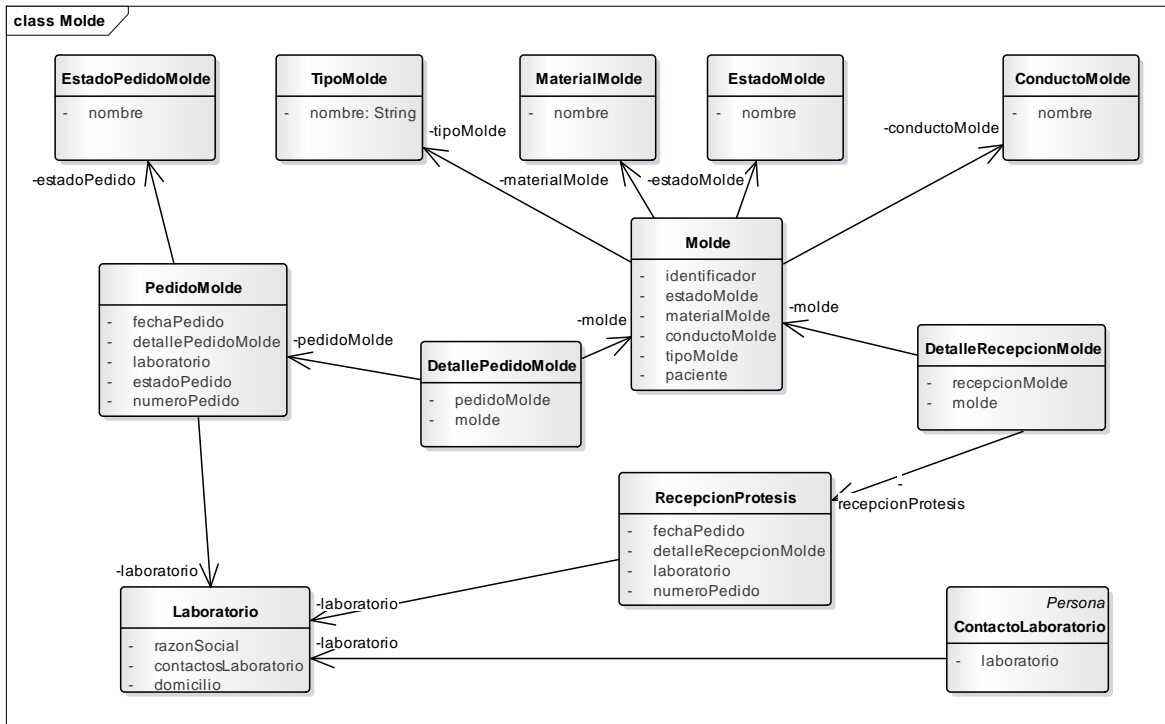 class Molde
EstadoPedidoMolde
- nombre
TipoMolde
- nombre: String
MaterialMolde
- nombre
EstadoMolde
- nombre
ConductoMolde
- nombre
-tipoMolde
-conductoMolde
-estadoPedido
-materialMolde
-estadoMolde
Molde
- identificador
- estadoMolde
- materialMolde
- conductoMolde
- tipoMolde
- paciente
PedidoMolde
- fechaPedido
- detallePedidoMolde
- laboratorio
- estadoPedido
- numeroPedido
-pedidoMolde
-molde
-molde
DetallePedidoMolde
- pedidoMolde
- molde
DetalleRecepcionMolde
- recepcionMolde
- molde
RecepcionProtesis
- fechaPedido
- detalleRecepcionMolde
- laboratorio
- numeroPedido
-
recepcionProtesis
-laboratorio
Laboratorio
- razonSocial
- contactosLaboratorio
- domicilio
-laboratorio
-laboratorio
Persona
ContactoLaboratorio
- laboratorio